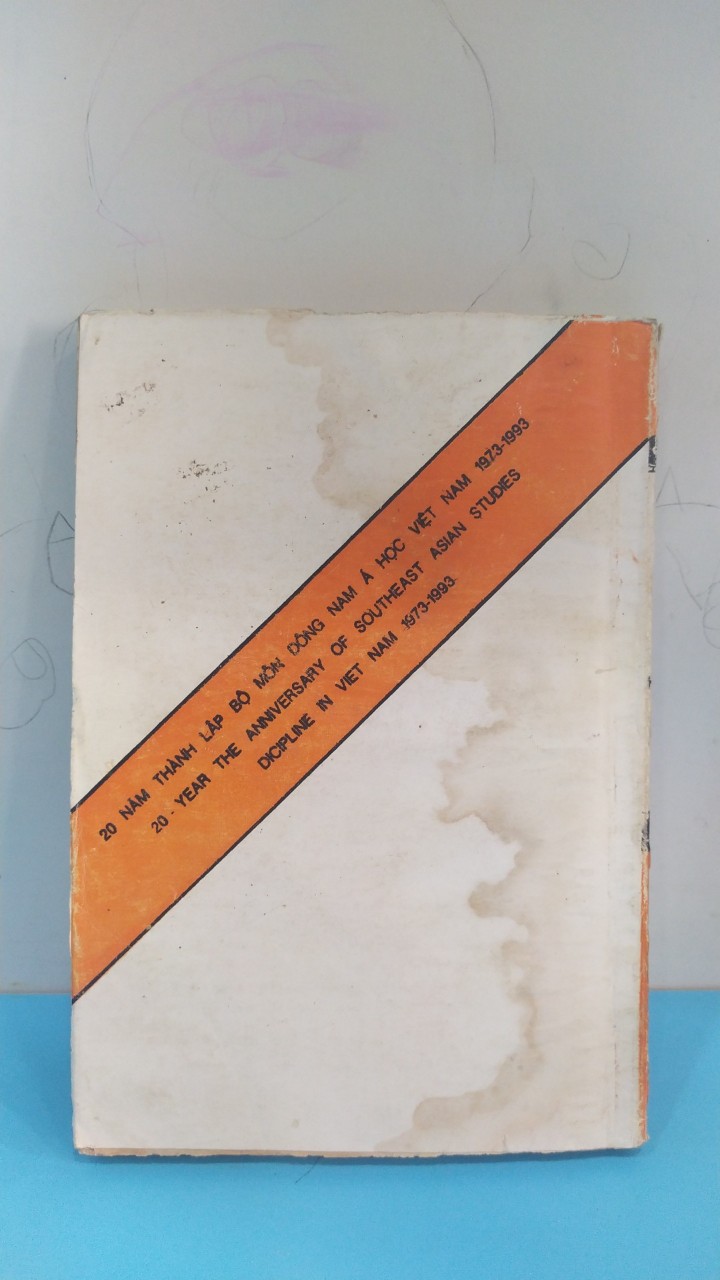 20 NĂM THÀNH LẬP BỘ MÔN ĐÔNG NAM Á HỌC VIỆT NAM 1973-1993
20 - YEAR THE ANNIVERSARY OF SOUTHEAST ASIAN STUDIES
DICIPLINE IN VIET NAM 1973-1993